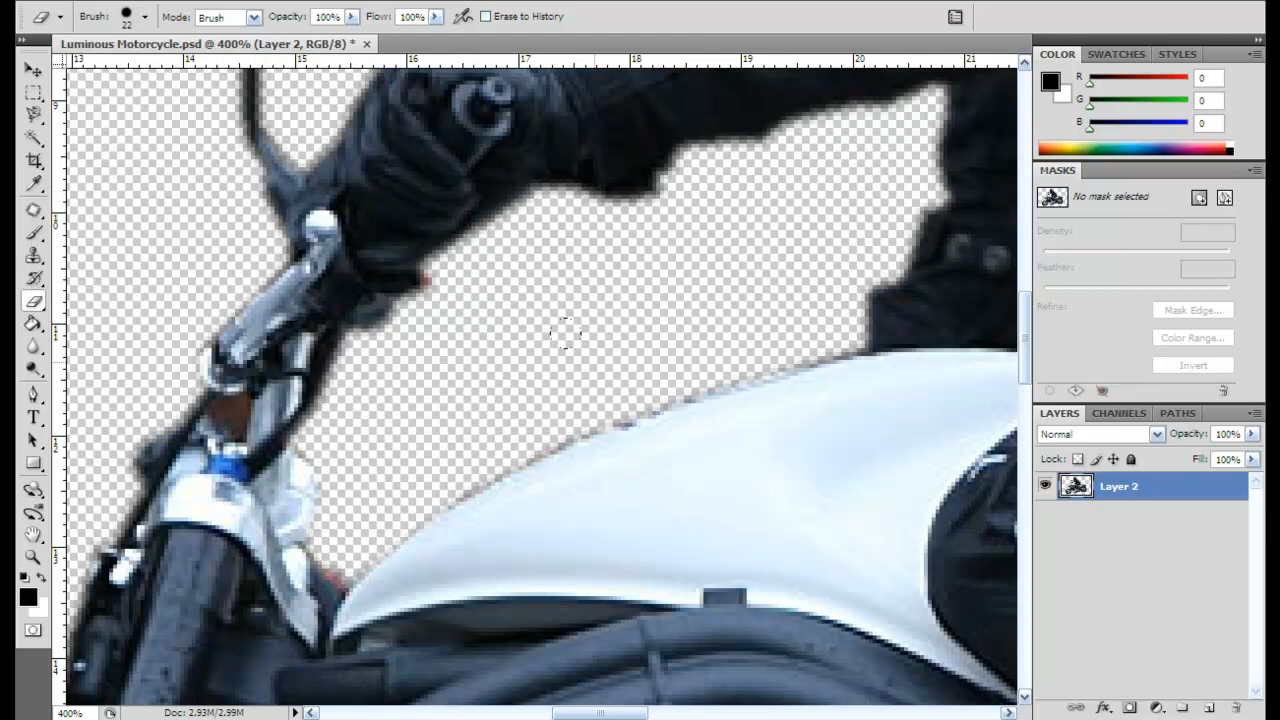 Brush: 22 Mode: Brush Opacity: 100% Flow: 100% Erase to History
Luminous Motorcycle.psd @ 400% (Layer 2, RGB/8) * ×
13 14 15 16 17 18 19 20 21
COLOR SWATCHES STYLES
R 0
G 0
B 0
MASKS
No mask selected
Density:
Feather:
Refine: Mask Edge...
Color Range...
Invert
LAYERS CHANNELS PATHS
Normal Opacity: 100%
Lock: Fill: 100%
Layer 2
400% Doc: 2.93M/2.99M